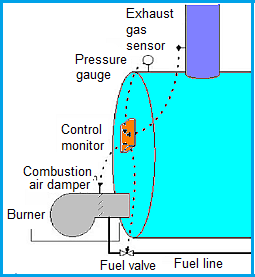 Exhaust
gas
sensor
Pressure
gauge
Control
monitor
Combustion
air damper
Burner
Fuel valve
Fuel line